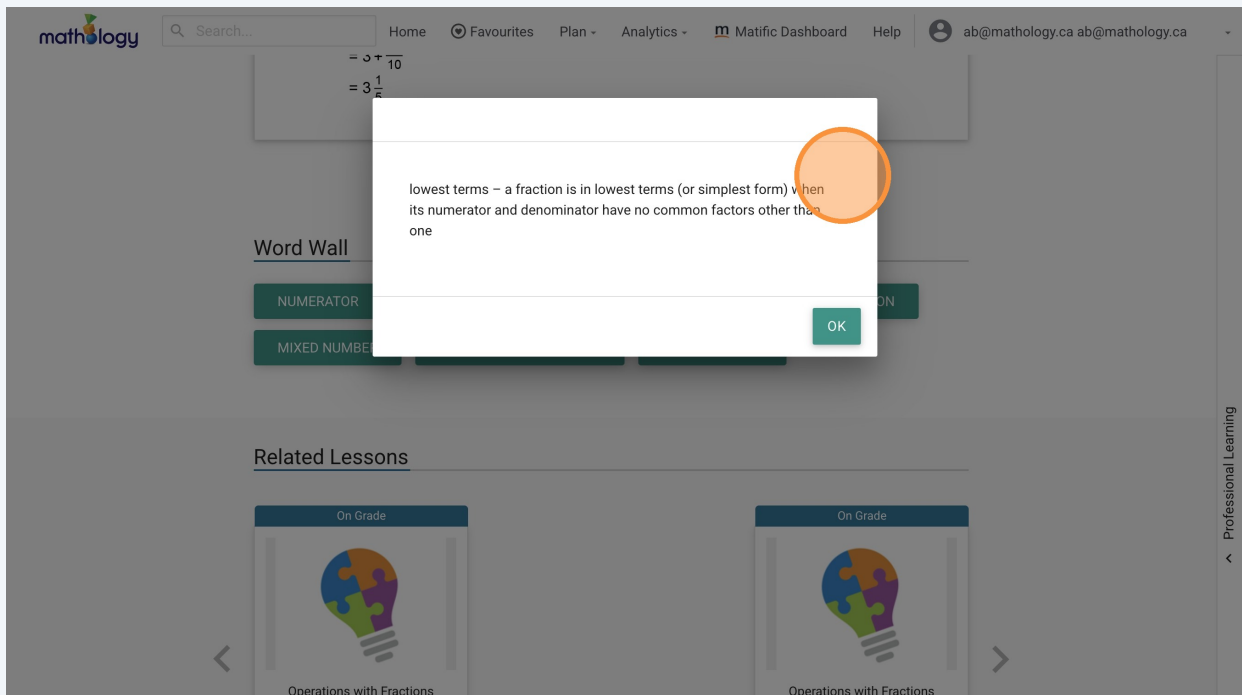 mathology
Search...
Home
Favourites
Plan
Analytics
m Matific Dashboard
Help
ab@mathology.ca ab@mathology.ca
10
= 3 1
lowest terms – a fraction is in lowest terms (or simplest form) when
its numerator and denominator have no common factors other than
one
Word Wall
NUMERATOR
ON
OK
MIXED NUMBE
Professional Learning
Related Lessons
On Grade
On Grade
Operations with Fractions
Operations with Fractions